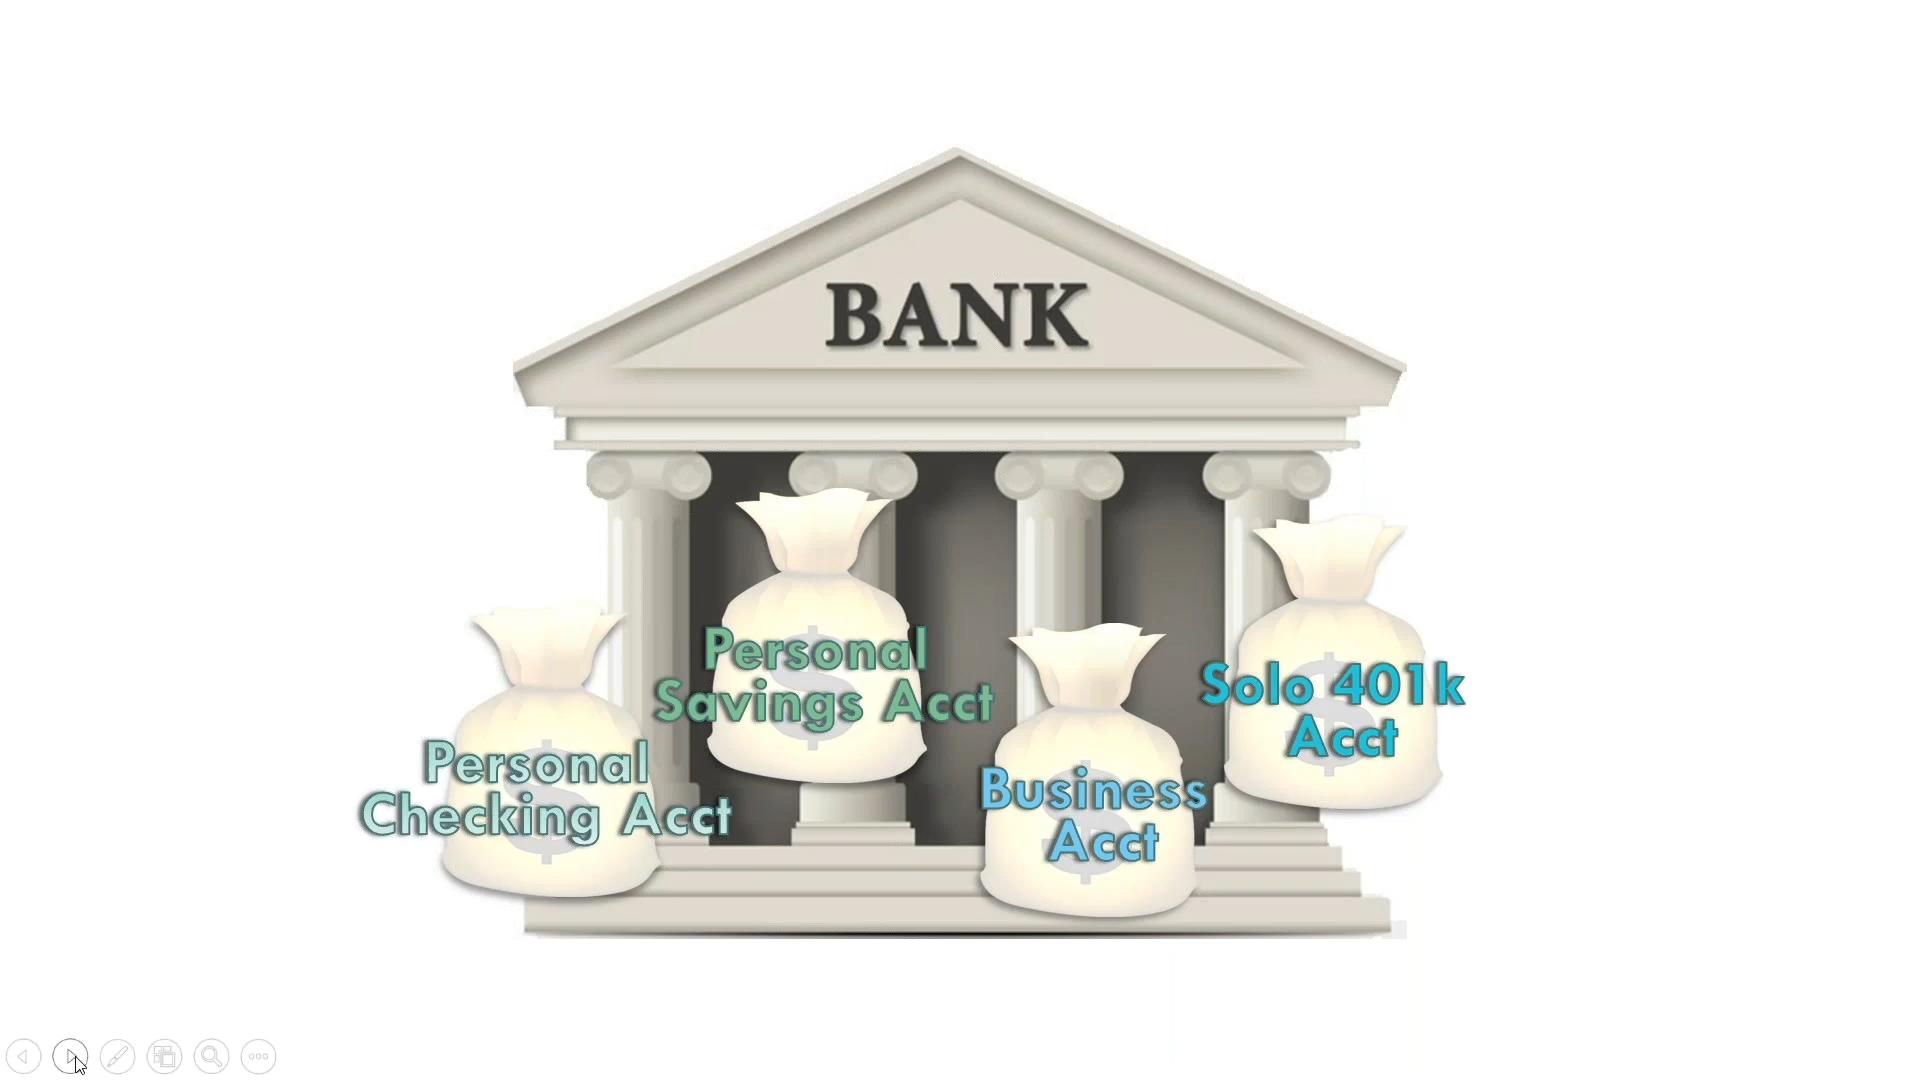 BANK
Personal
Savings Acct
Personal
Checking Acct
Business
Acct
Solo 401k
Acct